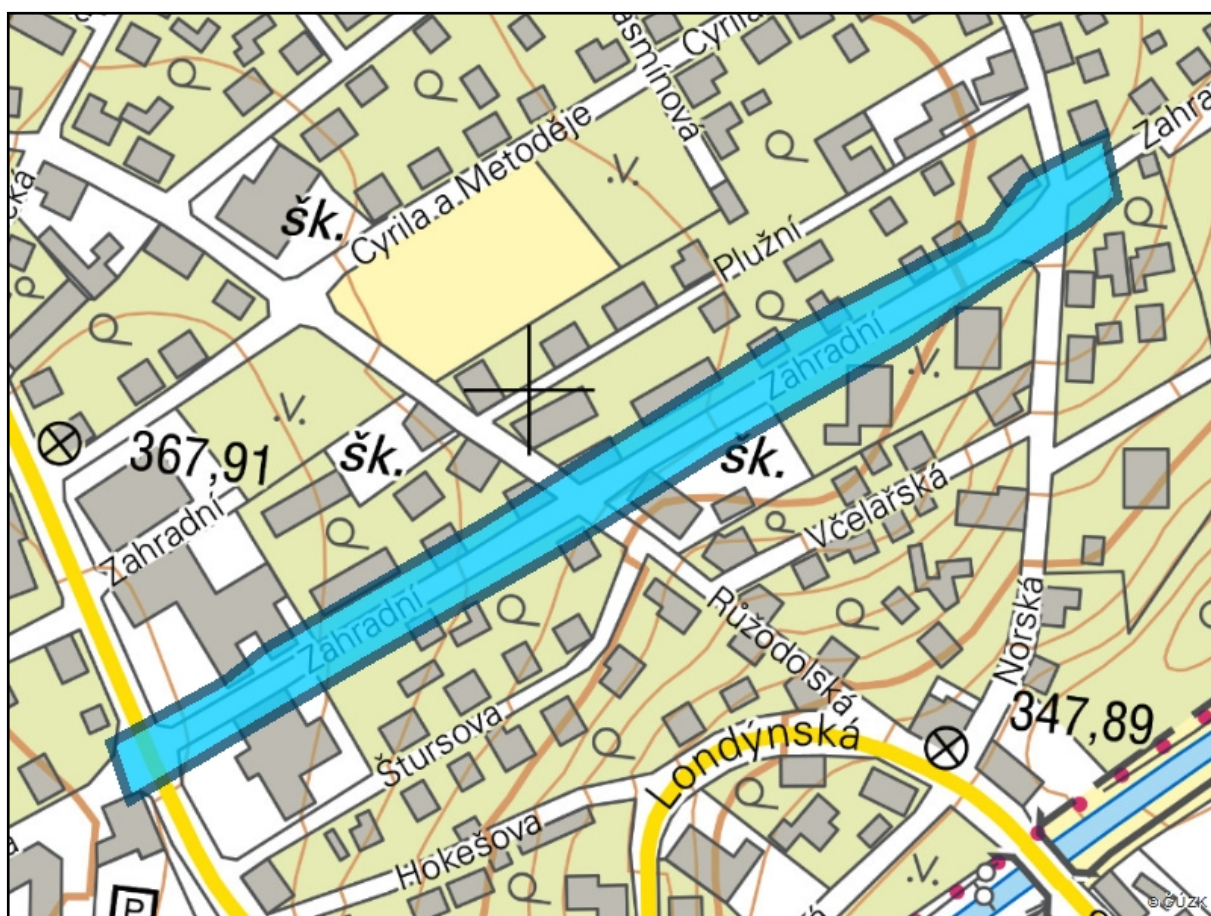 Cyrila
asmínová
Zahra
Cyrila a Metoděje
šk.
Plužní
Zahradní
367,91
šk.
šk.
Zahradní
Včelařská
Zahradní
Růžodolská
Norská
347,89
Štursova
Londýnská
Hokešova
P
© ČÚZK